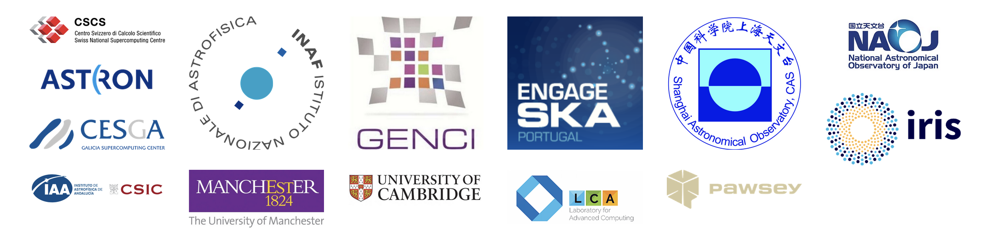 CSCS
Centro Svizzero di Calcolo Scientifico
Swiss National Supercomputing Centre
ASTRON
CESGA
GALICIA SUPERCOMPUTING CENTER
IAA
INSTITUTO DE
ASTROFÍSICA DE
ANDALUCÍA
CSIC
INAF ISTITUTO NAZIONALE DI ASTROFISICA
MANCHEstER
1824
The University of Manchester
GENCI
UNIVERSITY OF
CAMBRIDGE
ENGAGE
SKA
PORTUGAL
LCA
Laboratory for
Advanced Computing
中国科学院上海天文台
Shanghai Astronomical Observatory, CAS
pawsey
国立天文台
NAOJ
National Astronomical
Observatory of Japan
iris